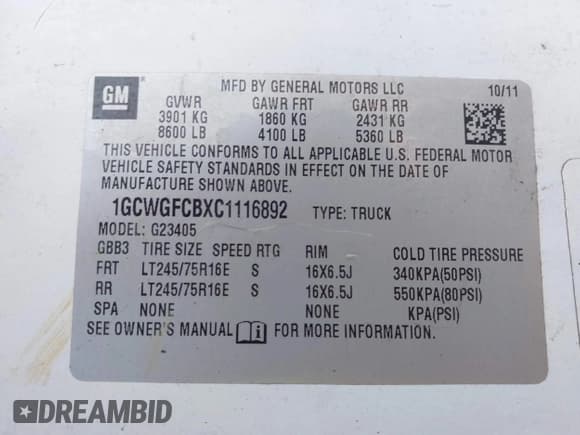 GM
MFD BY GENERAL MOTORS LLC 10/11
GVWR GAWR FRT GAWR RR
3901 KG 1860 KG 2431 KG
8600 LB 4100 LB 5360 LB
THIS VEHICLE CONFORMS TO ALL APPLICABLE U.S. FEDERAL MOTOR
VEHICLE SAFETY STANDARDS IN EFFECT ON THE DATE OF
MANUFACTURE SHOWN ABOVE.
1GCWGFCBXC1116892 TYPE: TRUCK
MODEL: G23405
GBB3 TIRE SIZE SPEED RTG RIM COLD TIRE PRESSURE
FRT LT245/75R16E S 16X6.5J 340KPA(50PSI)
RR LT245/75R16E S 16X6.5J 550KPA(80PSI)
SPA NONE NONE KPA(PSI)
SEE OWNER'S MANUAL FOR MORE INFORMATION.
DREAMBID